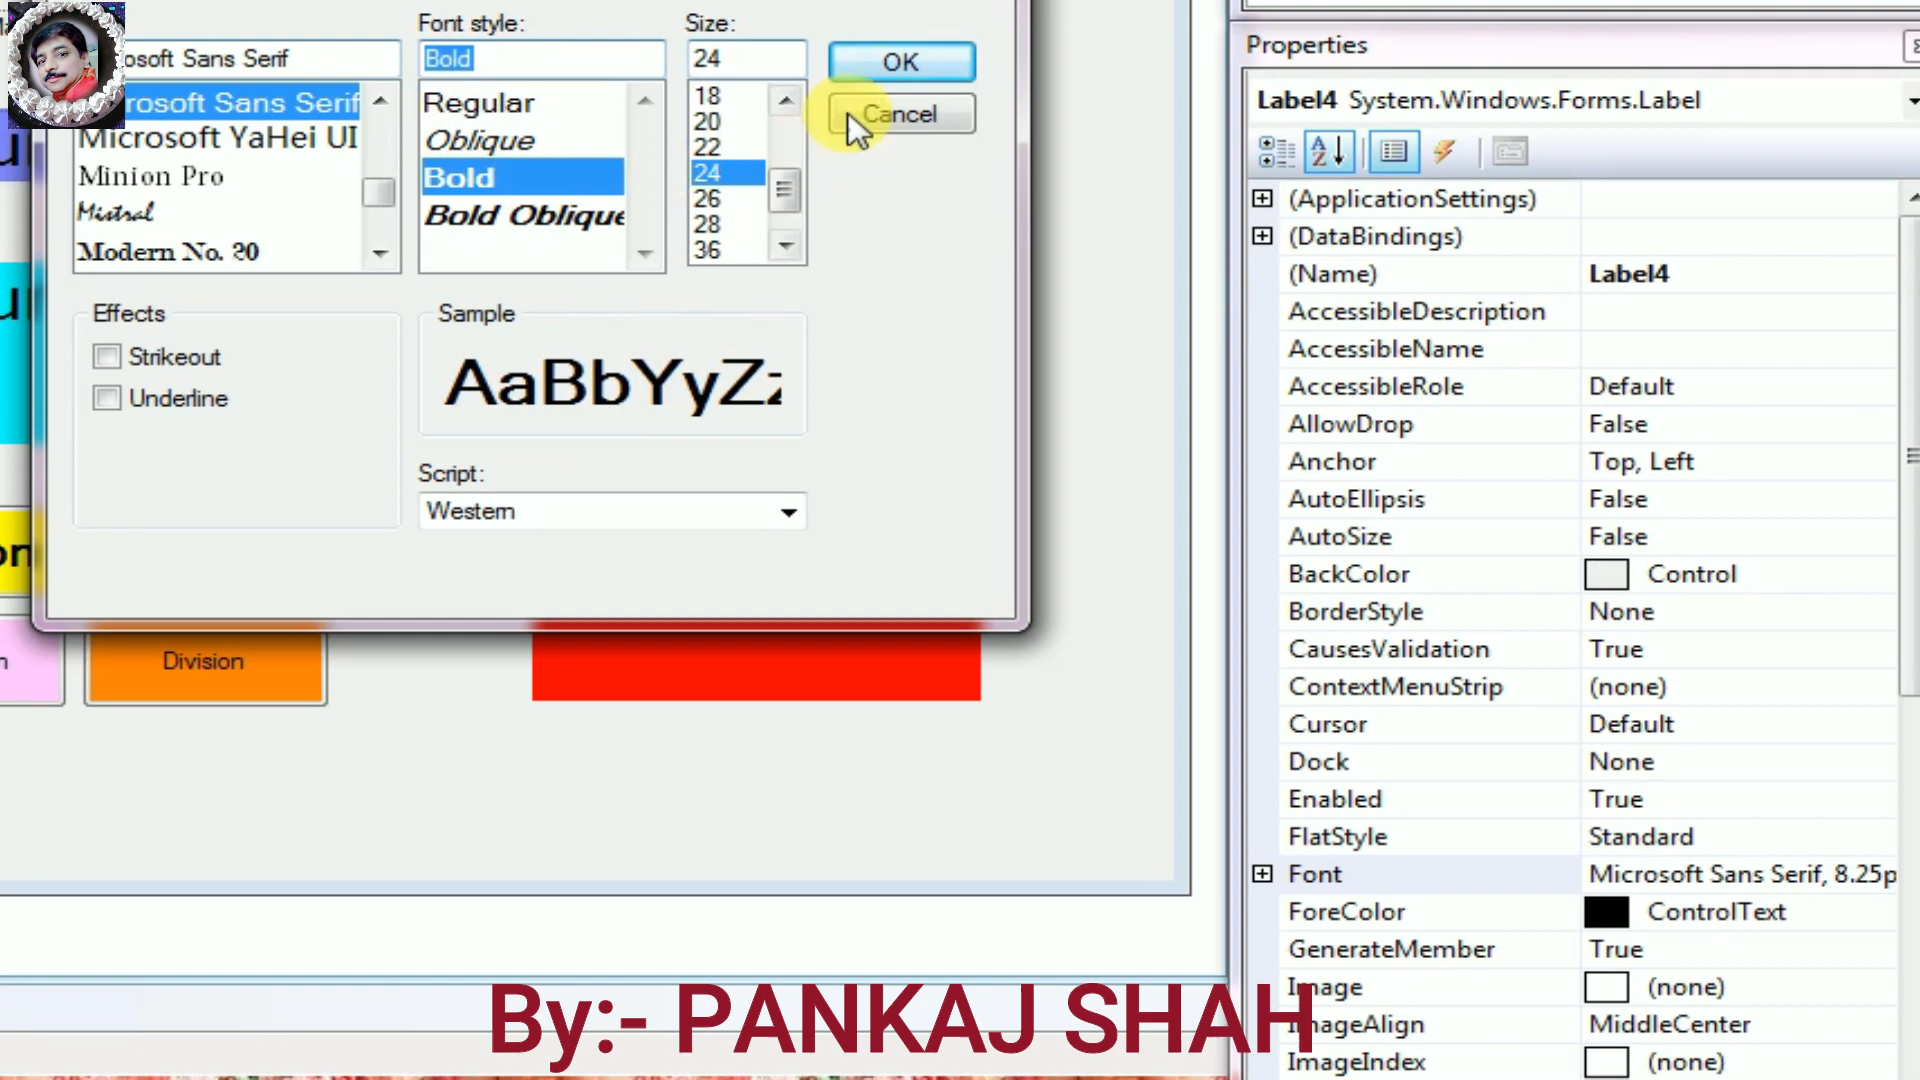 Font style:
Size:
osoft Sans Serif
Bold
24
OK
Cancel
rosoft Sans Serif
Microsoft YaHei UI
Minion Pro
Mistral
Modern No. 20
Regular
Oblique
Bold
Bold Oblique
18
20
22
24
26
28
36
Effects
Strikeout
Underline
Sample
AaBbYyZz
Script:
Western
Division
Properties
Label4 System.Windows.Forms.Label
(ApplicationSettings)
(DataBindings)
(Name) Label4
AccessibleDescription
AccessibleName
AccessibleRole Default
AllowDrop False
Anchor Top, Left
AutoEllipsis False
AutoSize False
BackColor Control
BorderStyle None
CausesValidation True
ContextMenuStrip (none)
Cursor Default
Dock None
Enabled True
FlatStyle Standard
Font Microsoft Sans Serif, 8.25p
ForeColor ControlText
GenerateMember True
Image (none)
ImageAlign MiddleCenter
ImageIndex (none)
By:- PANKAJ SHAH